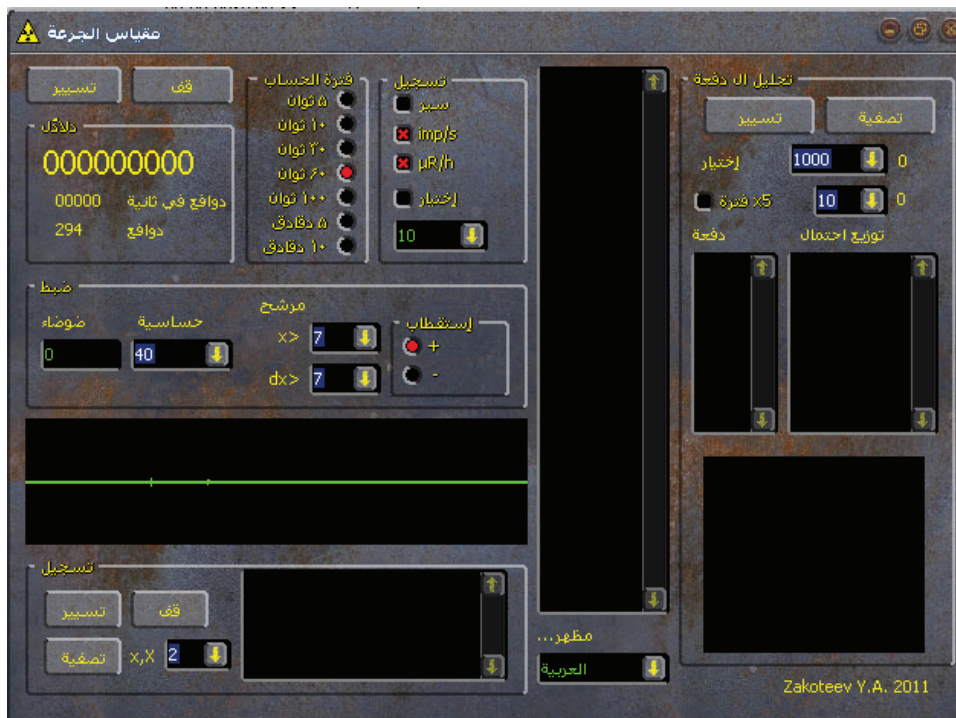 مقياس الجرعة
تسيير
قف
دلائل
000000000
00000 دوافع في ثانية
294 دوافع
فترة الحساب
٥ ثوان
١٠ ثوان
٣٠ ثوان
٦٠ ثوان
١٠٠ ثوان
٥ دقادق
١٠ دقادق
تسجيل
سبر
imp/s
µR/h
إختبار
10
ضبط
ضوضاء
0
حساسية
40
مرشح
x> 7
dx> 7
إستقطاب
+
-
تسجيل
تسيير
قف
تصفية
x,X 2
مظهر...
العربية
تحليل ال دفعة
تسيير
تصفية
إختبار 1000 0
x5 فترة 10 0
دفعة
توزيع احتمال
Zakoteev Y.A. 2011